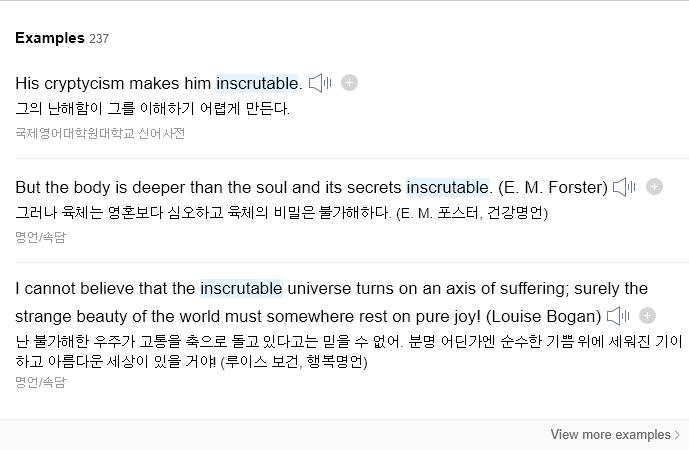 Examples 237
His cryptycism makes him inscrutable.
그의 난해함이 그를 이해하기 어렵게 만든다.
국제영어대학원대학교 신어사전
But the body is deeper than the soul and its secrets inscrutable. (E. M. Forster)
그러나 육체는 영혼보다 심오하고 육체의 비밀은 불가해하다. (E. M. 포스터, 건강명언)
명언/속담
I cannot believe that the inscrutable universe turns on an axis of suffering; surely the
strange beauty of the world must somewhere rest on pure joy! (Louise Bogan)
난 불가해한 우주가 고통을 축으로 돌고 있다고는 믿을 수 없어. 분명 어딘가엔 순수한 기쁨 위에 세워진 기이
하고 아름다운 세상이 있을 거야! (루이스 보건, 행복명언)
명언/속담
View more examples